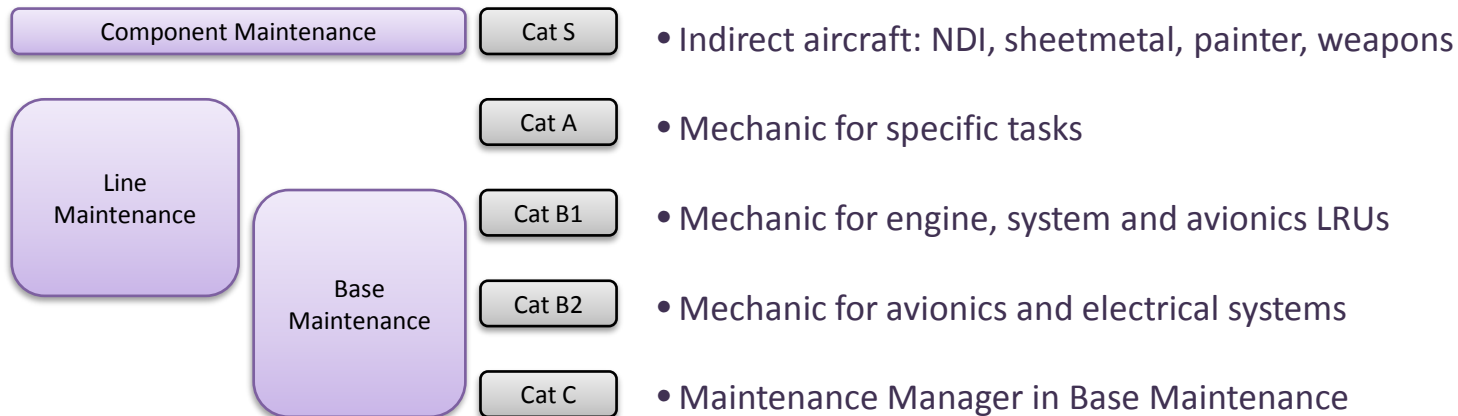 Component Maintenance
Cat S
• Indirect aircraft: NDI, sheetmetal, painter, weapons
Cat A
• Mechanic for specific tasks
Line
Maintenance
Cat B1
• Mechanic for engine, system and avionics LRUs
Base
Maintenance
Cat B2
• Mechanic for avionics and electrical systems
Cat C
• Maintenance Manager in Base Maintenance